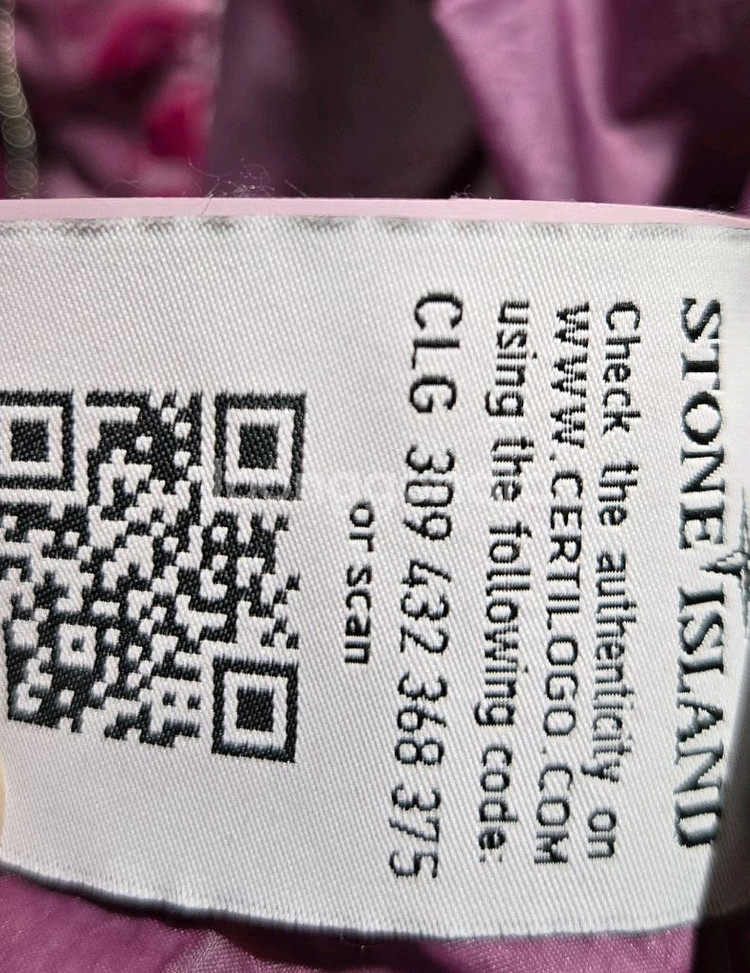 STONE ISLAND
Check the authenticity on
WWW.CERTILOGO.COM
using the following code:
CLG 309 432 368 375
or scan